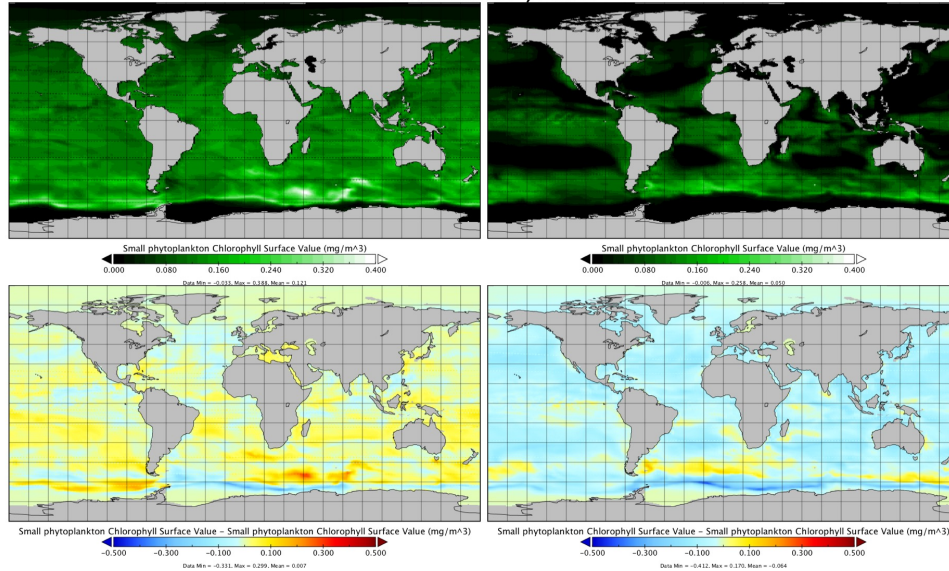 Small phytoplankton Chlorophyll Surface Value (mg/m^3)
0.000 0.080 0.160 0.240 0.320 0.400
Data Min = -0.033, Max = 0.388, Mean = 0.121
Small phytoplankton Chlorophyll Surface Value (mg/m^3)
0.000 0.080 0.160 0.240 0.320 0.400
Data Min = -0.006, Max = 0.258, Mean = 0.050
Small phytoplankton Chlorophyll Surface Value - Small phytoplankton Chlorophyll Surface Value (mg/m^3)
-0.500 -0.300 -0.100 0.100 0.300 0.500
Data Min = -0.331, Max = 0.299, Mean = 0.007
Small phytoplankton Chlorophyll Surface Value - Small phytoplankton Chlorophyll Surface Value (mg/m^3)
-0.500 -0.300 -0.100 0.100 0.300 0.500
Data Min = -0.412, Max = 0.170, Mean = -0.064